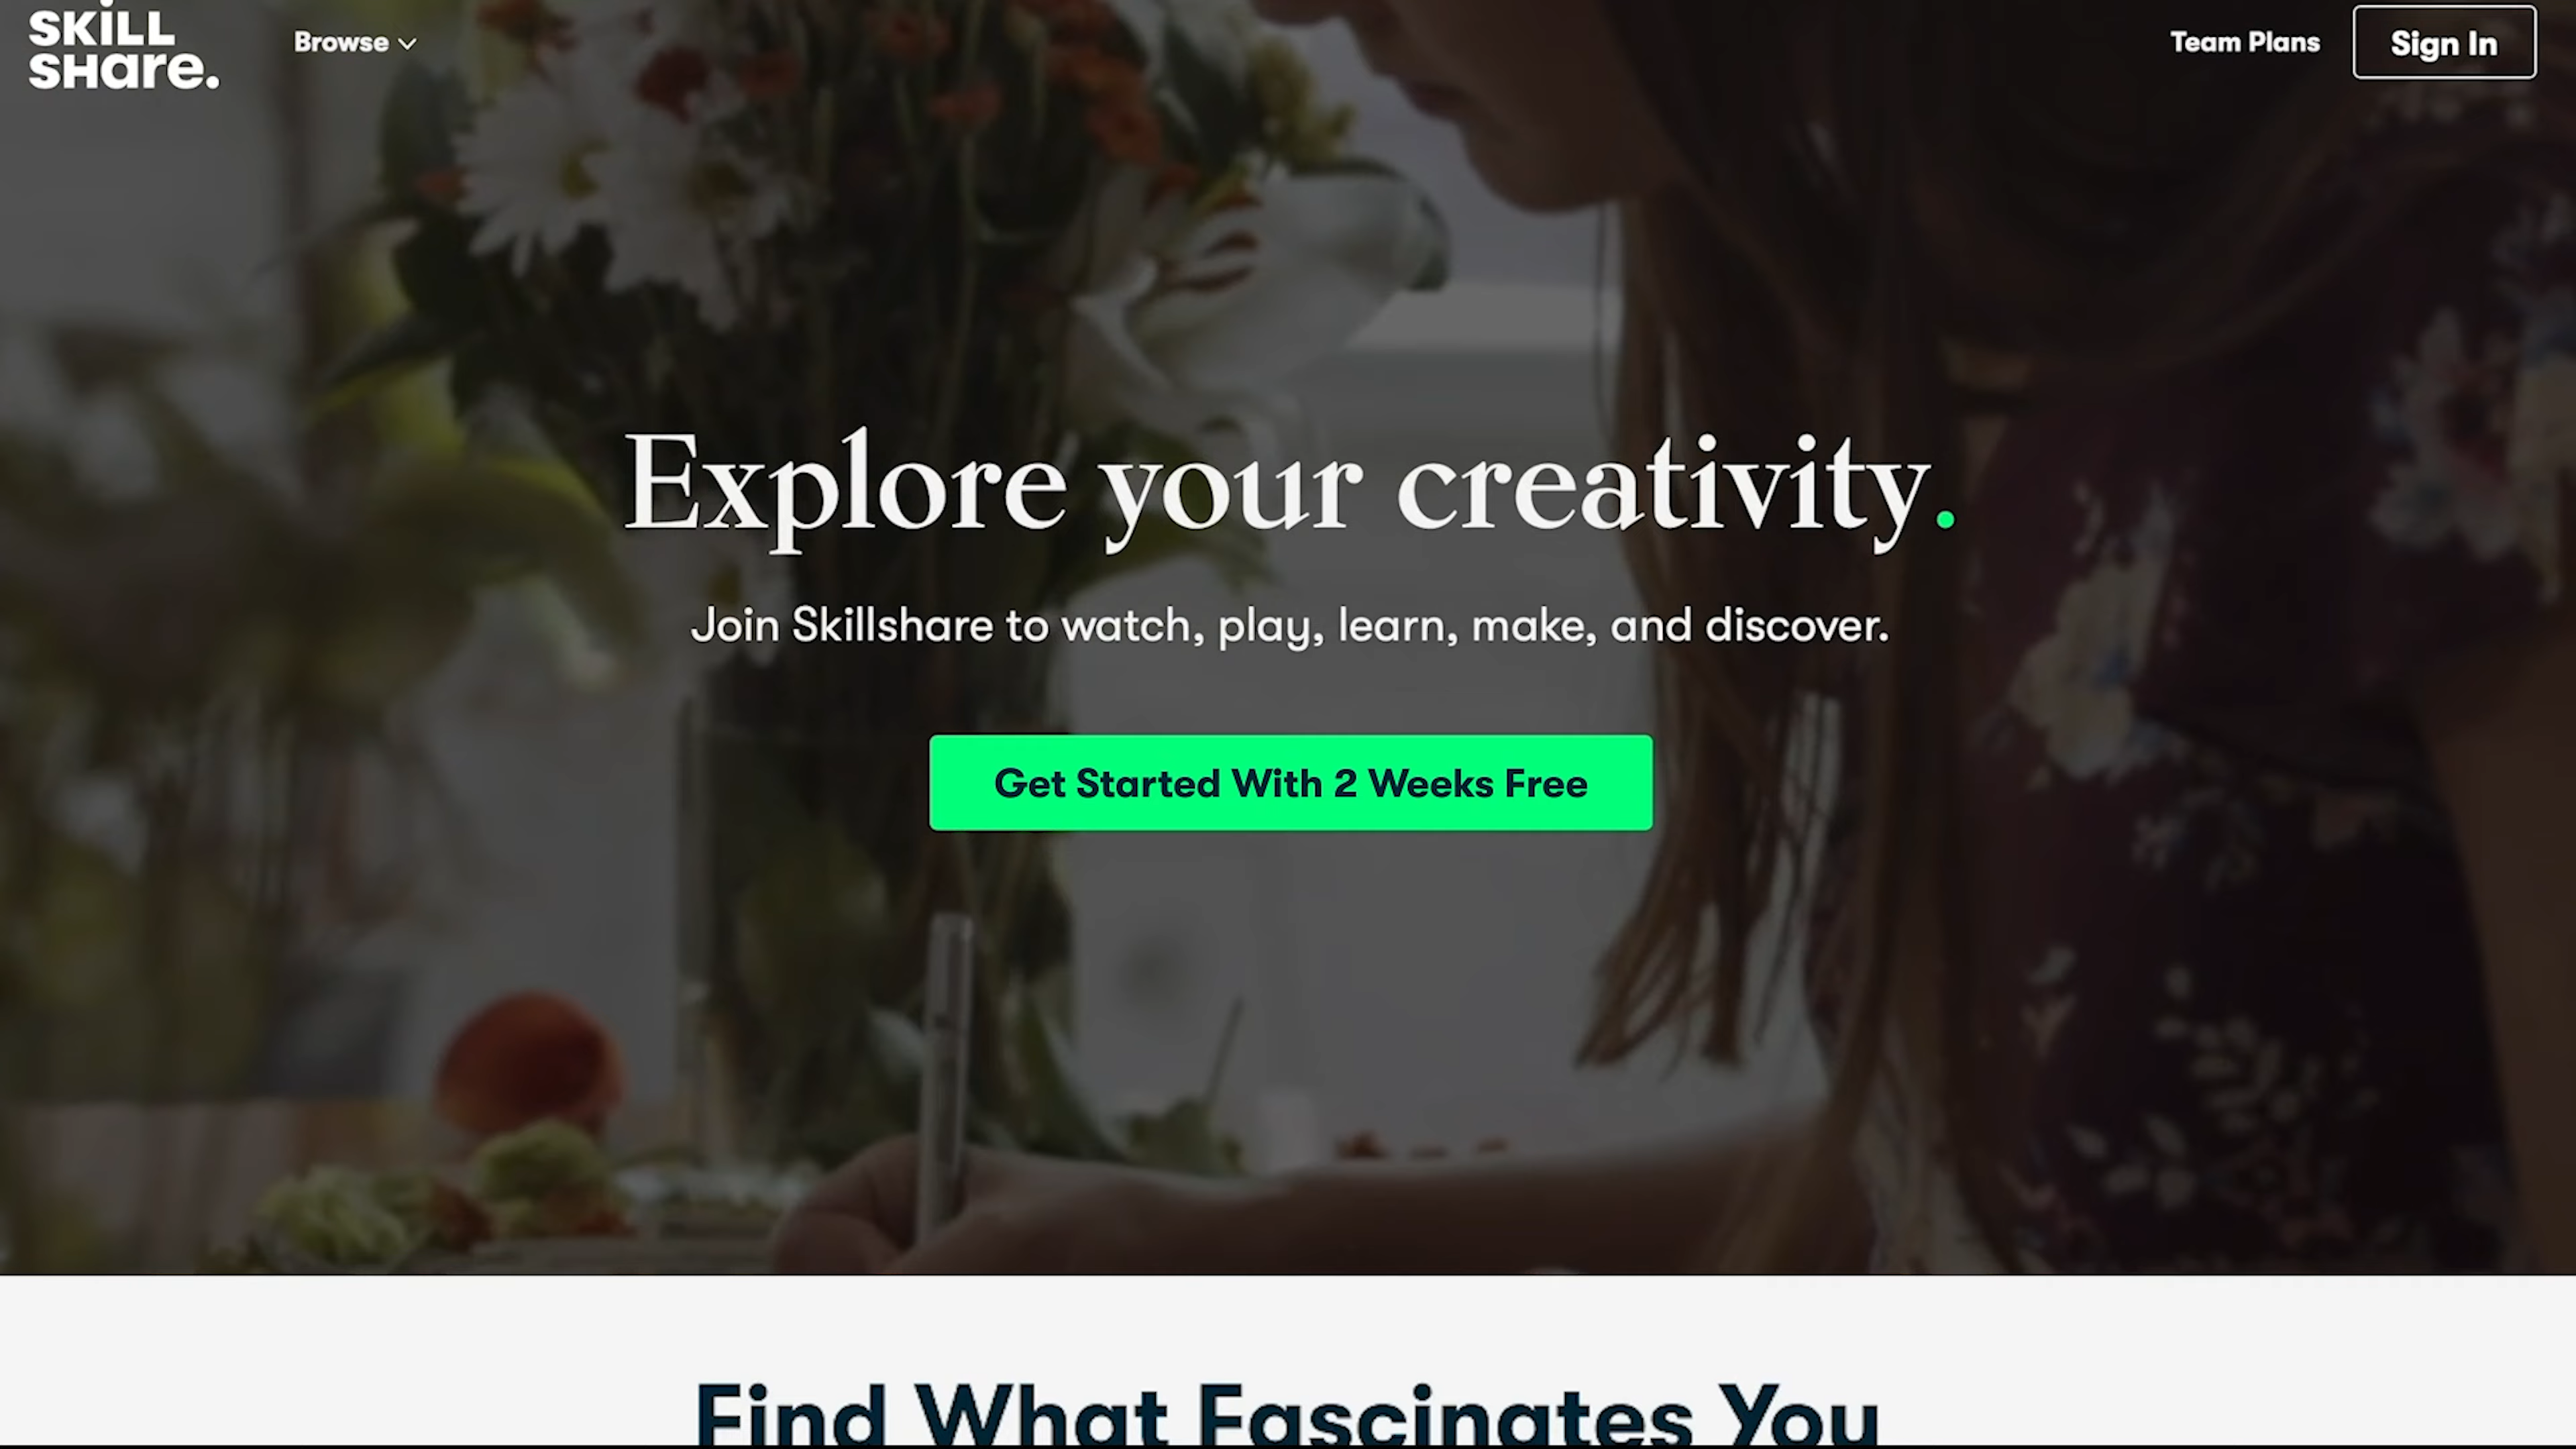 SKiLL
SHare.
Browse
Team Plans
Sign In
Explore your creativity.
Join Skillshare to watch, play, learn, make, and discover.
Get Started With 2 Weeks Free
Find What Fascinates You